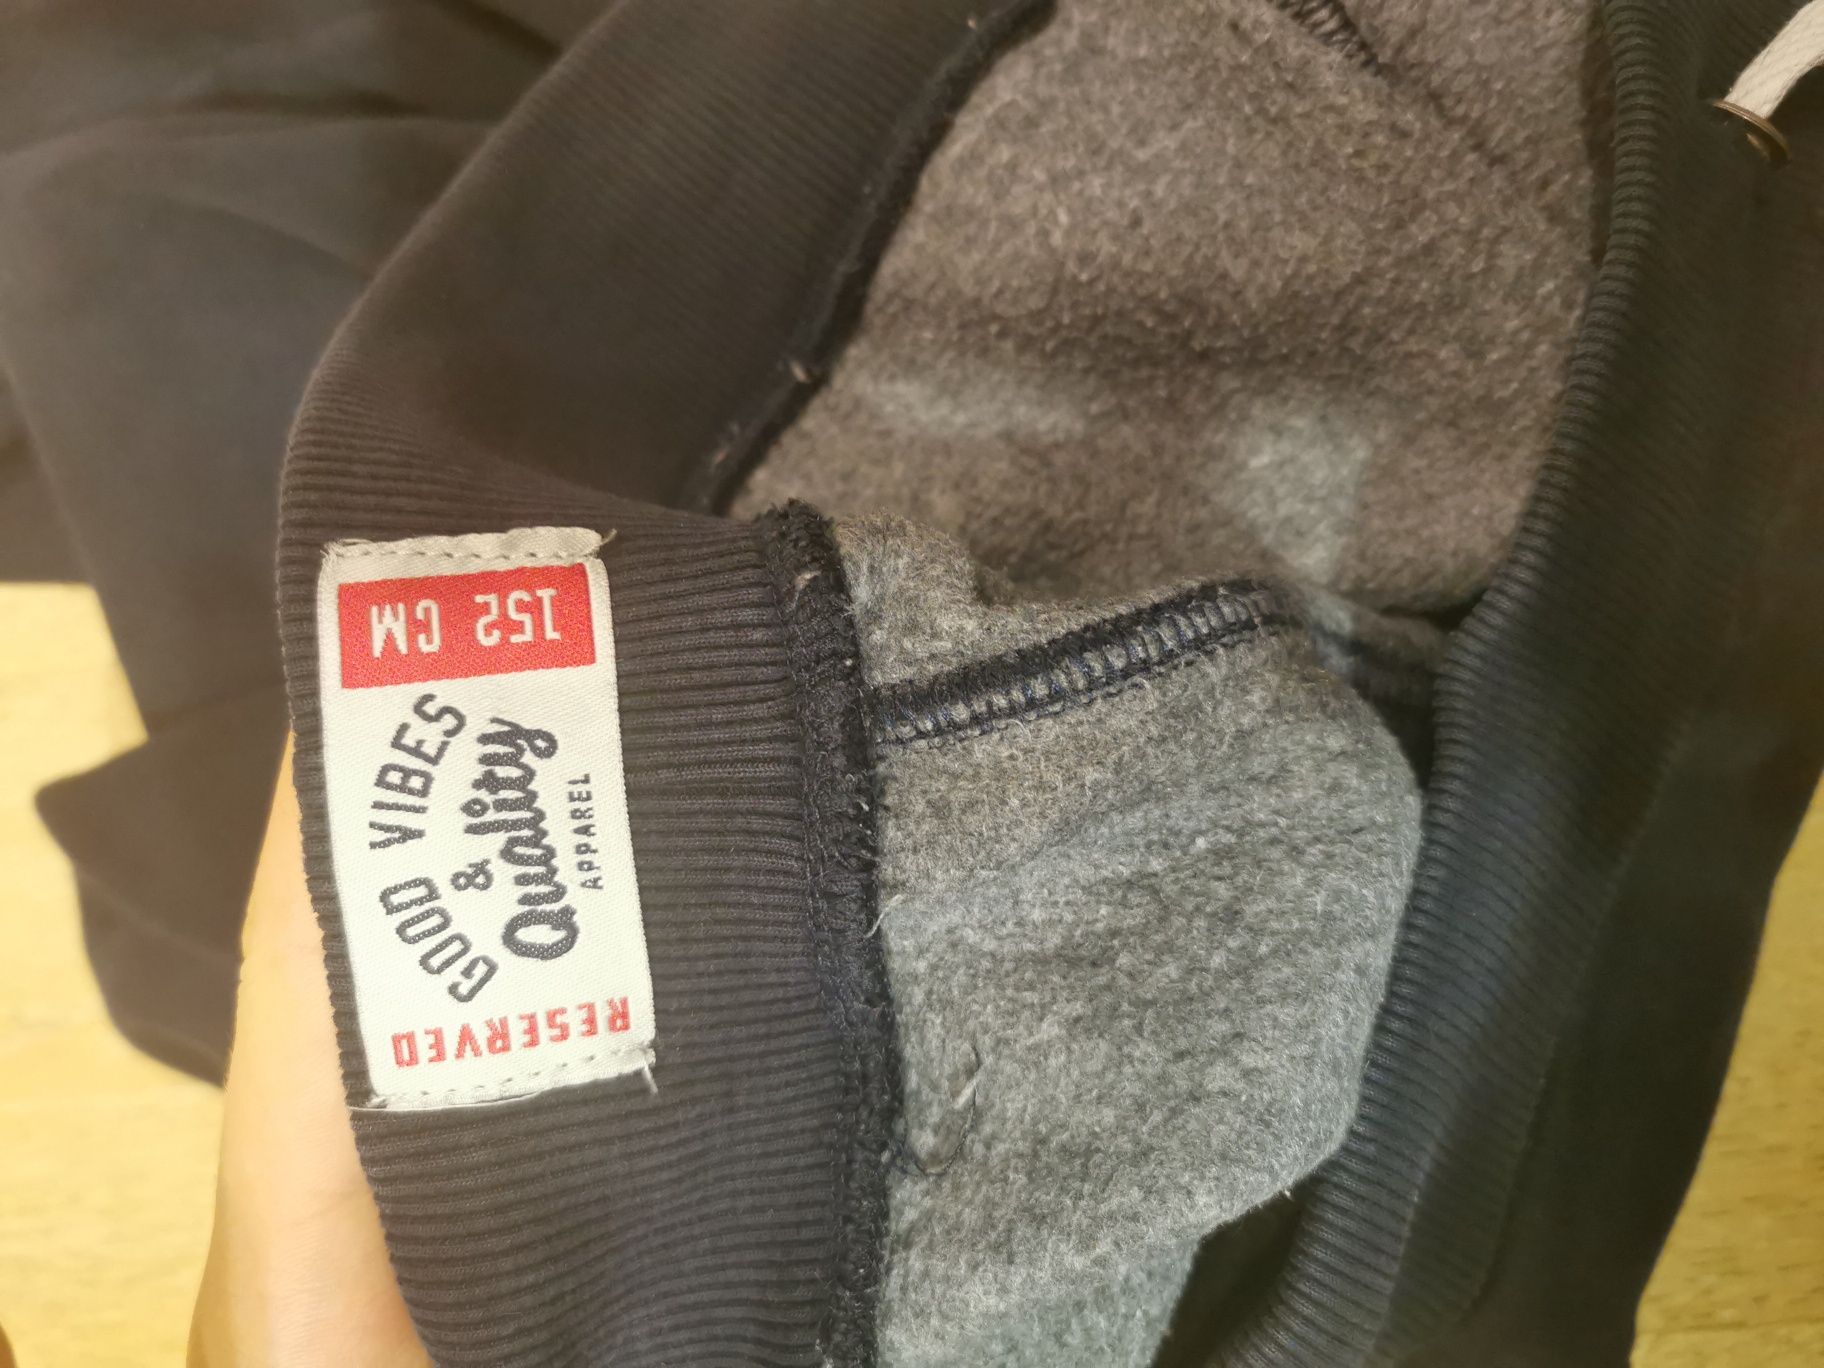 RESERVED
GOOD VIBES
&
Quality
APPAREL
152 CM